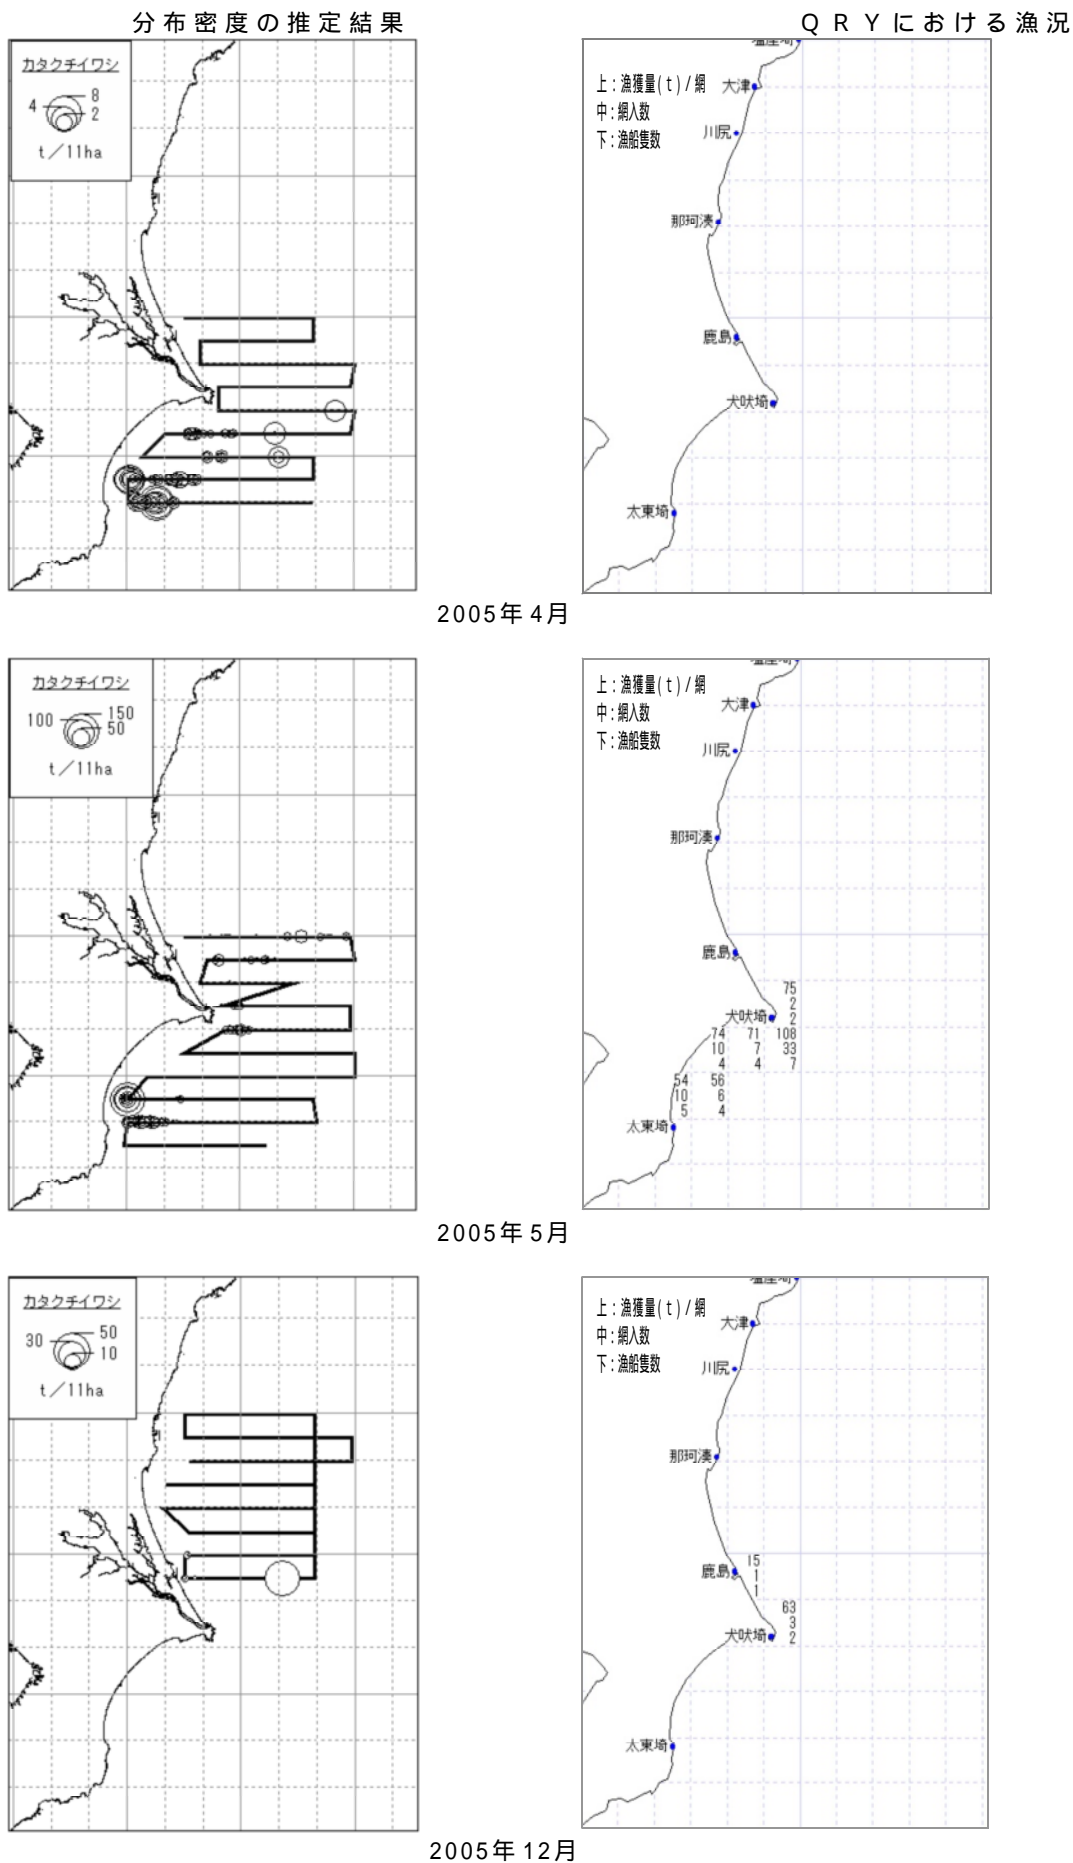 分布密度の推定結果
QRYにおける漁況
カタクチイワシ
8
4
2
t／11ha
上：漁獲量(t)/網
中：網入数
下：漁船隻数
大津
川尻
那珂湊
鹿島
犬吠埼
太東埼
2005年4月
カタクチイワシ
150
100
50
t／11ha
上：漁獲量(t)/網
中：網入数
下：漁船隻数
大津
川尻
那珂湊
鹿島
75
2
犬吠埼 2
74 71 108
10 7 33
4 4 7
54 56
10 6
5 4
太東埼
2005年5月
カタクチイワシ
50
30
10
t／11ha
上：漁獲量(t)/網
中：網入数
下：漁船隻数
大津
川尻
那珂湊
15
鹿島 1
1
63
3
犬吠埼 2
太東埼
2005年12月